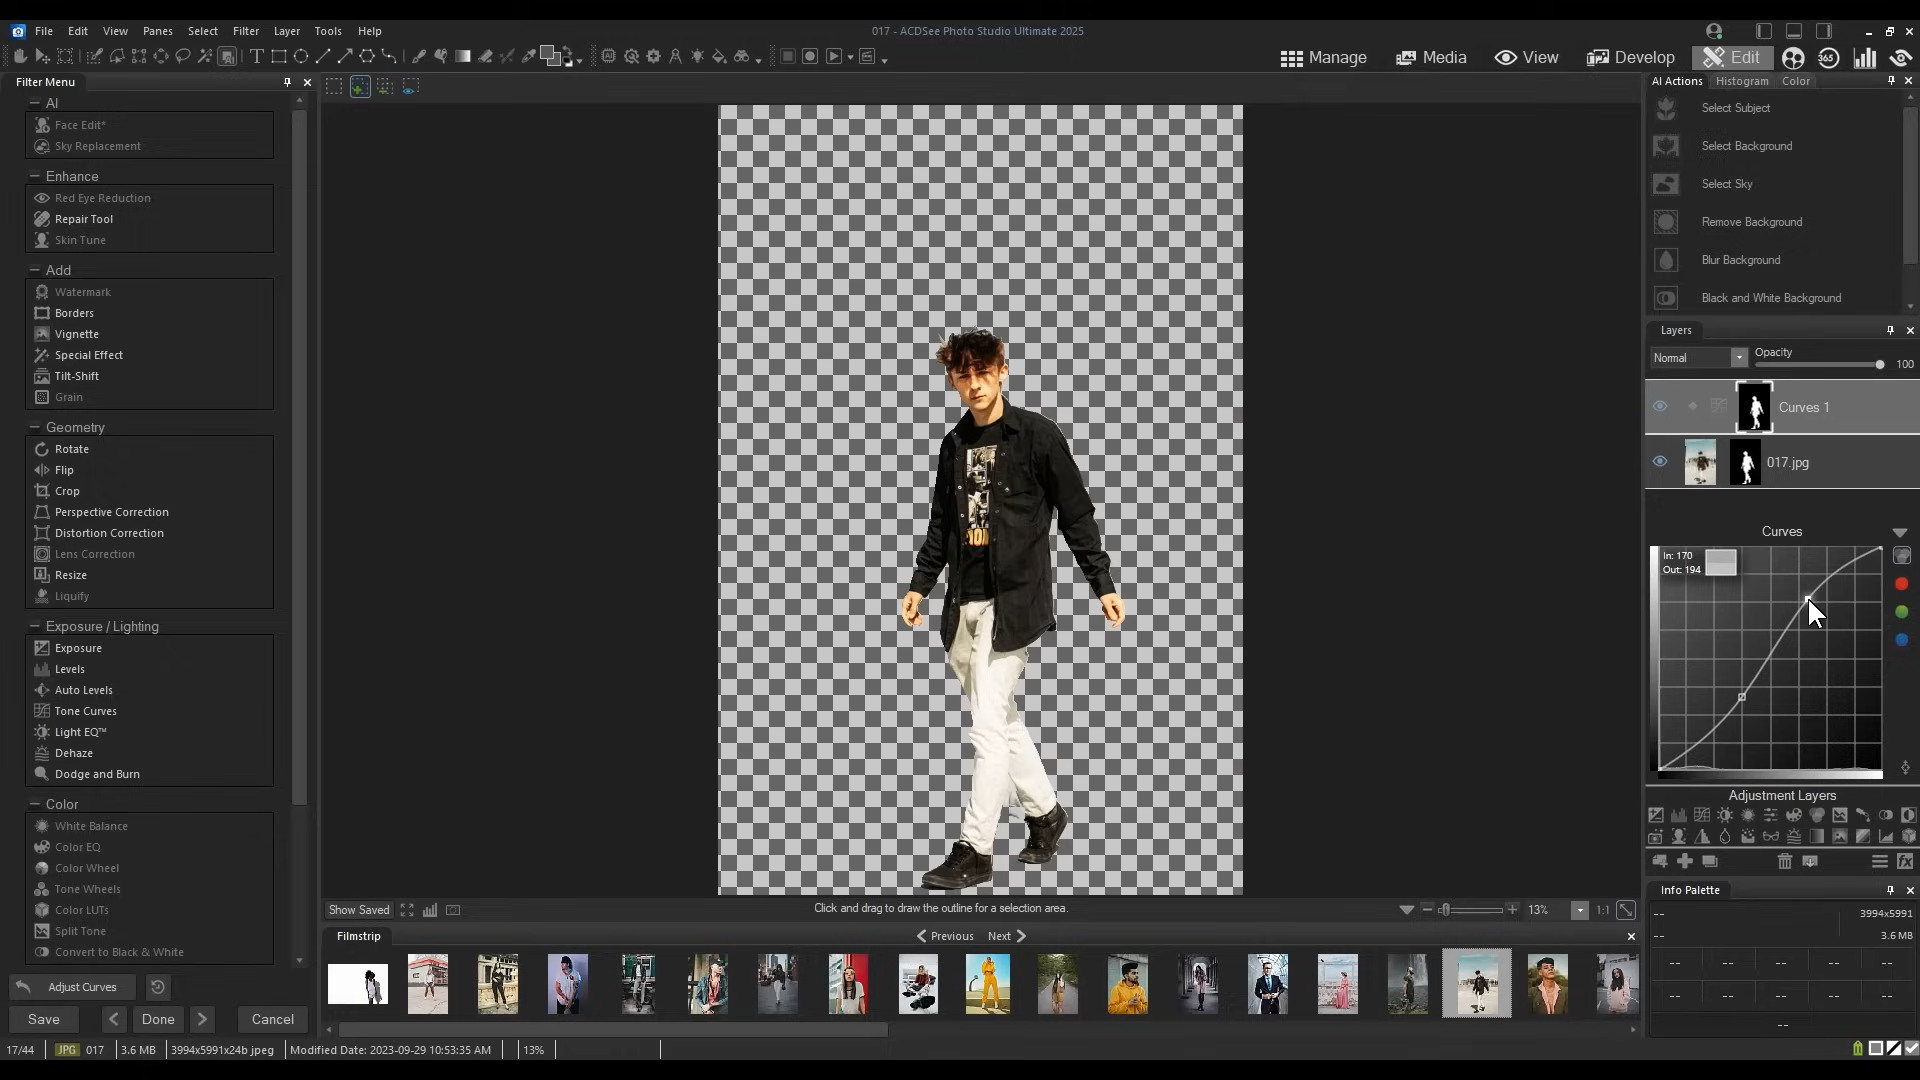 File Edit View Panes Select Filter Layer Tools Help
017 - ACDSee Photo Studio Ultimate 2025
Manage Media View Develop Edit 365
Filter Menu
AI
Face Edit*
Sky Replacement
Enhance
Red Eye Reduction
Repair Tool
Skin Tune
Add
Watermark
Borders
Vignette
Special Effect
Tilt-Shift
Grain
Geometry
Rotate
Flip
Crop
Perspective Correction
Distortion Correction
Lens Correction
Resize
Liquify
Exposure / Lighting
Exposure
Levels
Auto Levels
Tone Curves
Light EQ™
Dehaze
Dodge and Burn
Color
White Balance
Color EQ
Color Wheel
Tone Wheels
Color LUTs
Split Tone
Convert to Black & White
Adjust Curves
Save Done Cancel
Show Saved
Click and drag to draw the outline for a selection area.
13% 1:1
Filmstrip
Previous Next
AI Actions Histogram Color
Select Subject
Select Background
Select Sky
Remove Background
Blur Background
Black and White Background
Layers
Normal Opacity 100
Curves 1
017.jpg
Curves
In: 170
Out: 194
Adjustment Layers
fx
Info Palette
-- 3994x5991
-- 3.6 MB
-- -- -- -- --
-- -- -- -- --
--
17/44 JPG 017 3.6 MB 3994x5991x24b jpeg Modified Date: 2023-09-29 10:53:35 AM 13%